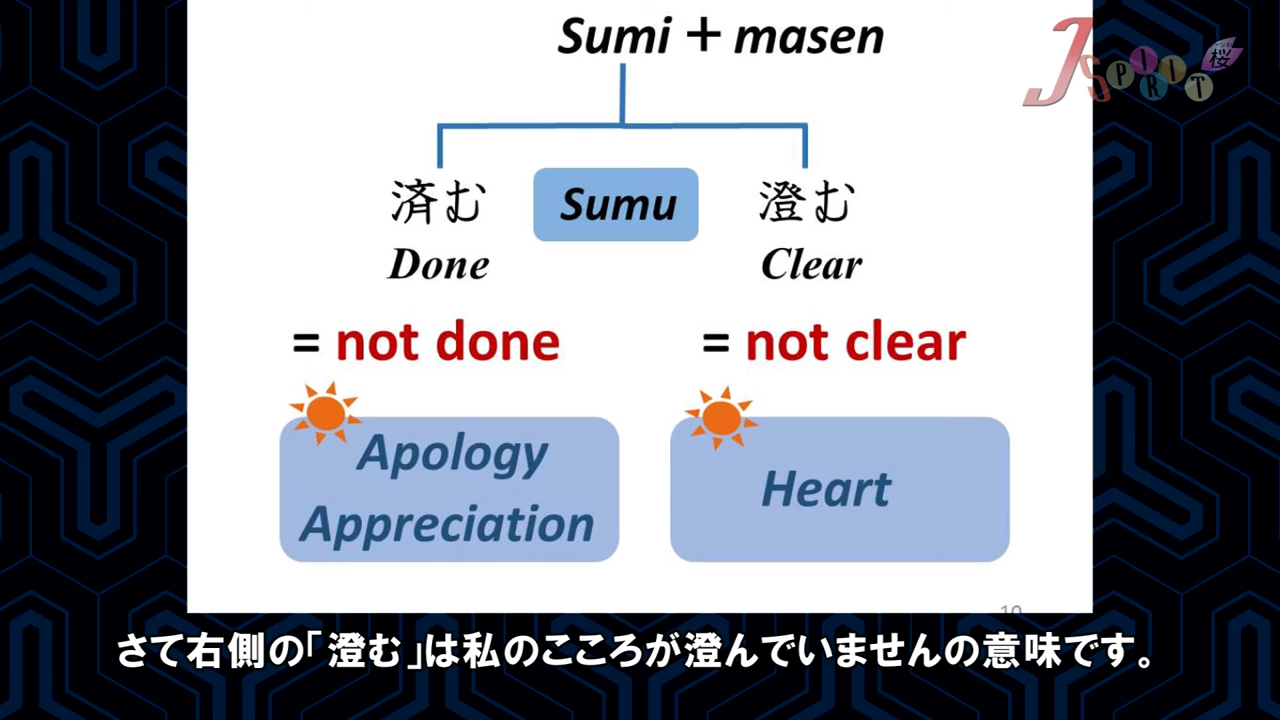 Sumi + masen
J SPIRIT 桜
済む Sumu 澄む
Done Clear
= not done = not clear
Apology
Appreciation
Heart
さて右側の「澄む」は私のこころが澄んでいませんの意味です。